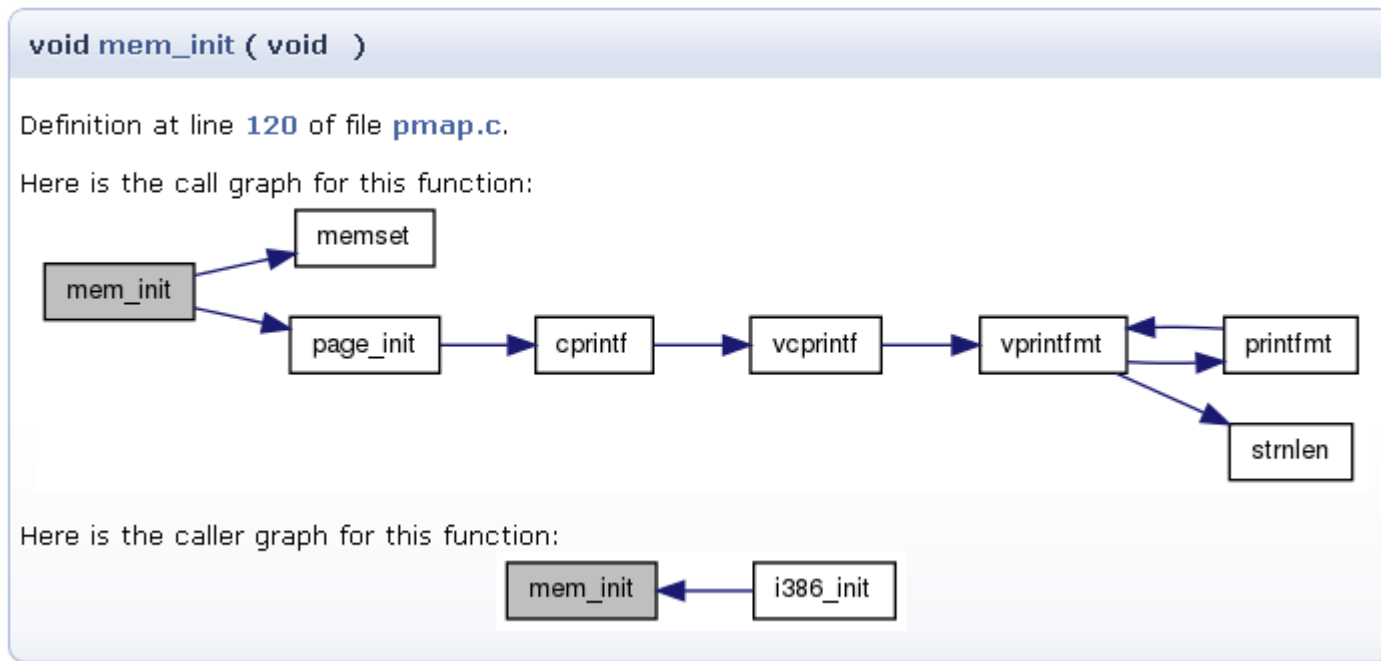 void mem_init ( void )
Definition at line 120 of file pmap.c.
Here is the call graph for this function:
memset
mem_init
page_init cprintf vcprintf vprintfmt printfmt
strnlen
Here is the caller graph for this function:
mem_init i386_init